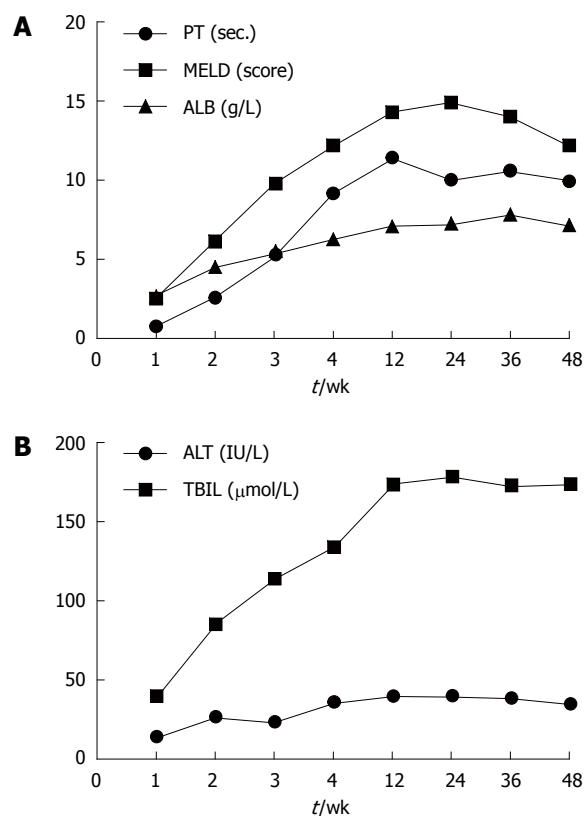 A
20
15
10
5
0
PT (sec.)
MELD (score)
ALB (g/L)
0 1 2 3 4 12 24 36 48
t/wk
B
200
150
100
50
0
ALT (IU/L)
TBIL (μmol/L)
0 1 2 3 4 12 24 36 48
t/wk